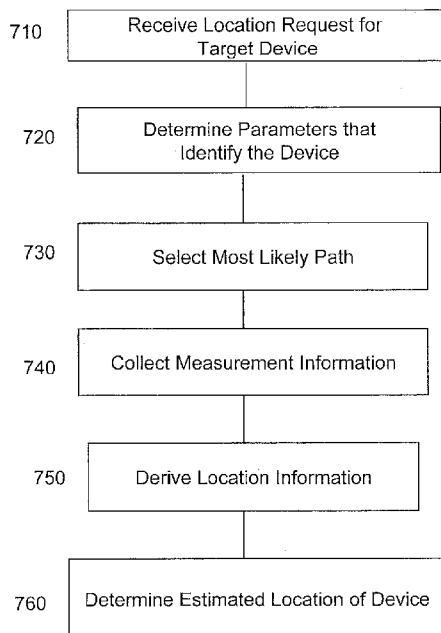 710
Receive Location Request for
Target Device
720
Determine Parameters that
Identify the Device
730
Select Most Likely Path
740
Collect Measurement Information
750
Derive Location Information
760
Determine Estimated Location of Device